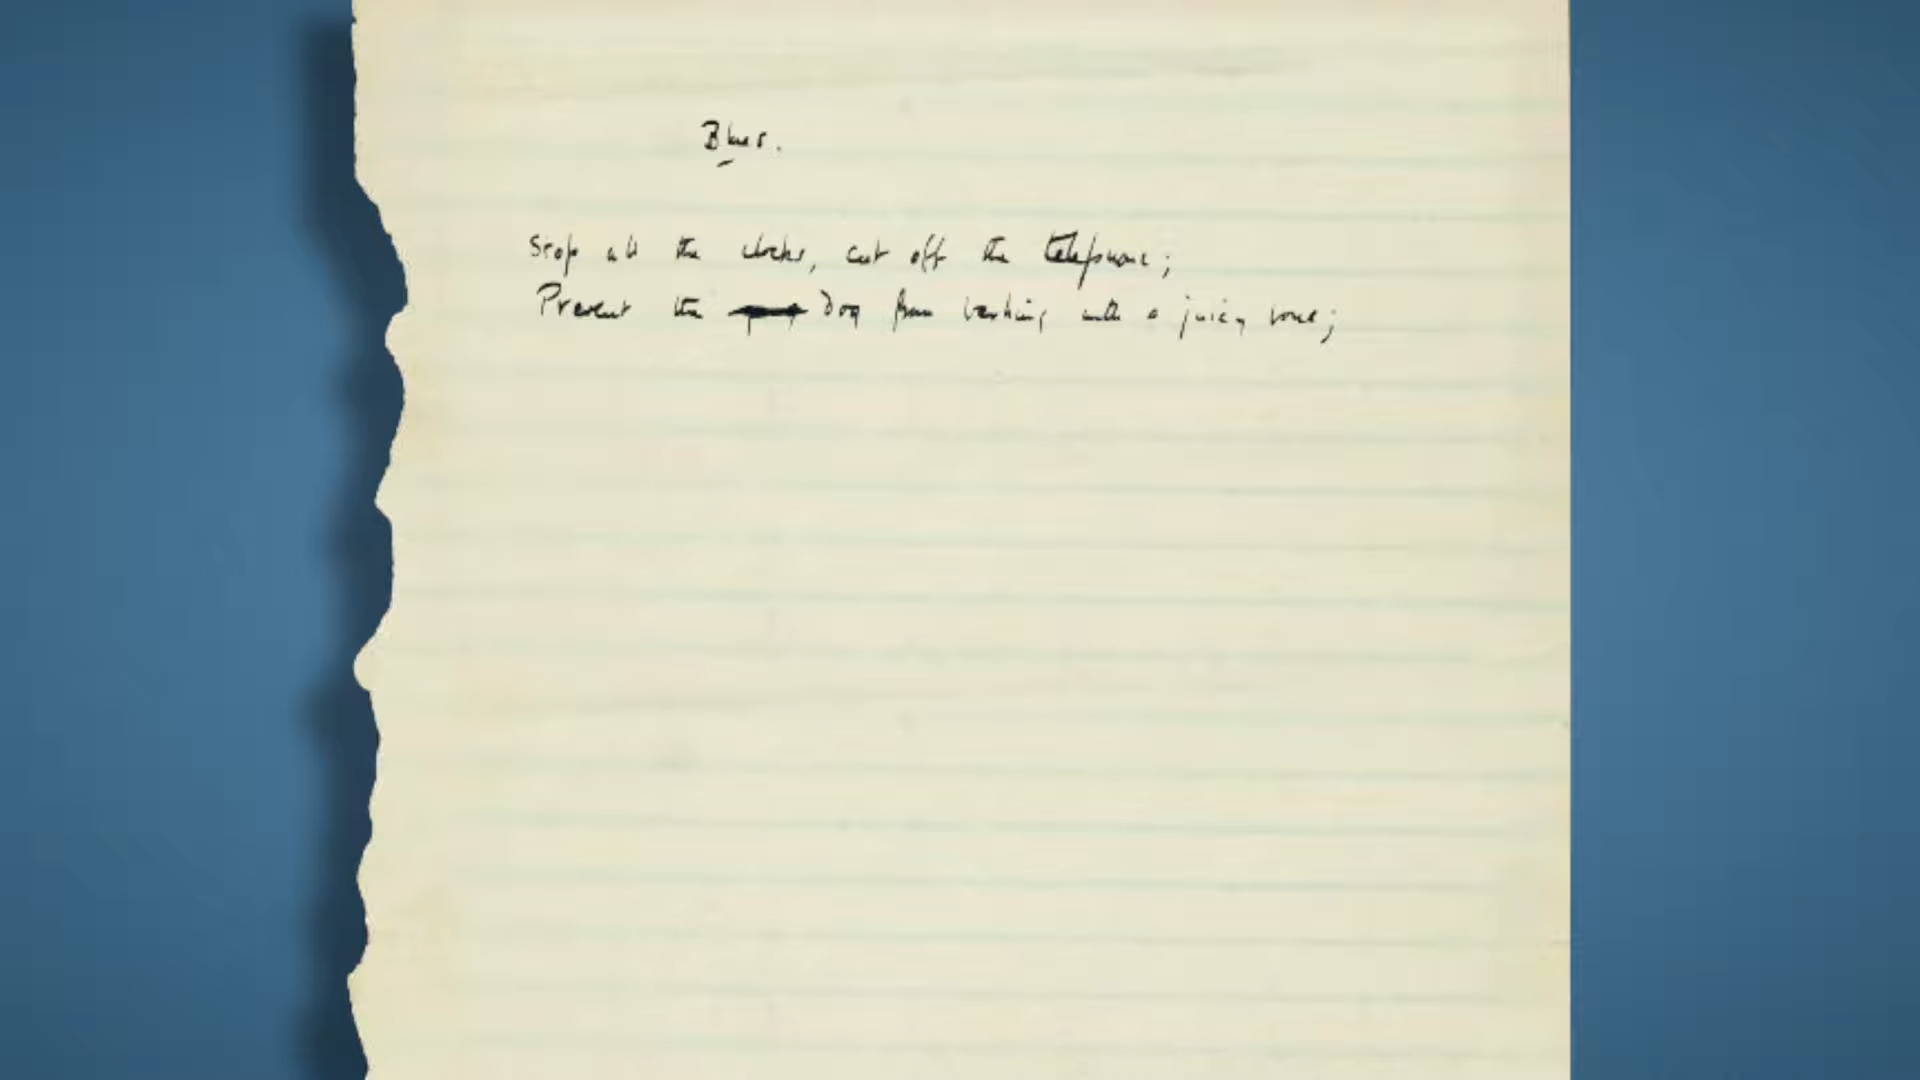 Blues.
Stop all the clocks, cut off the telephone;
Prevent the Dog from barking with a juicy bone;